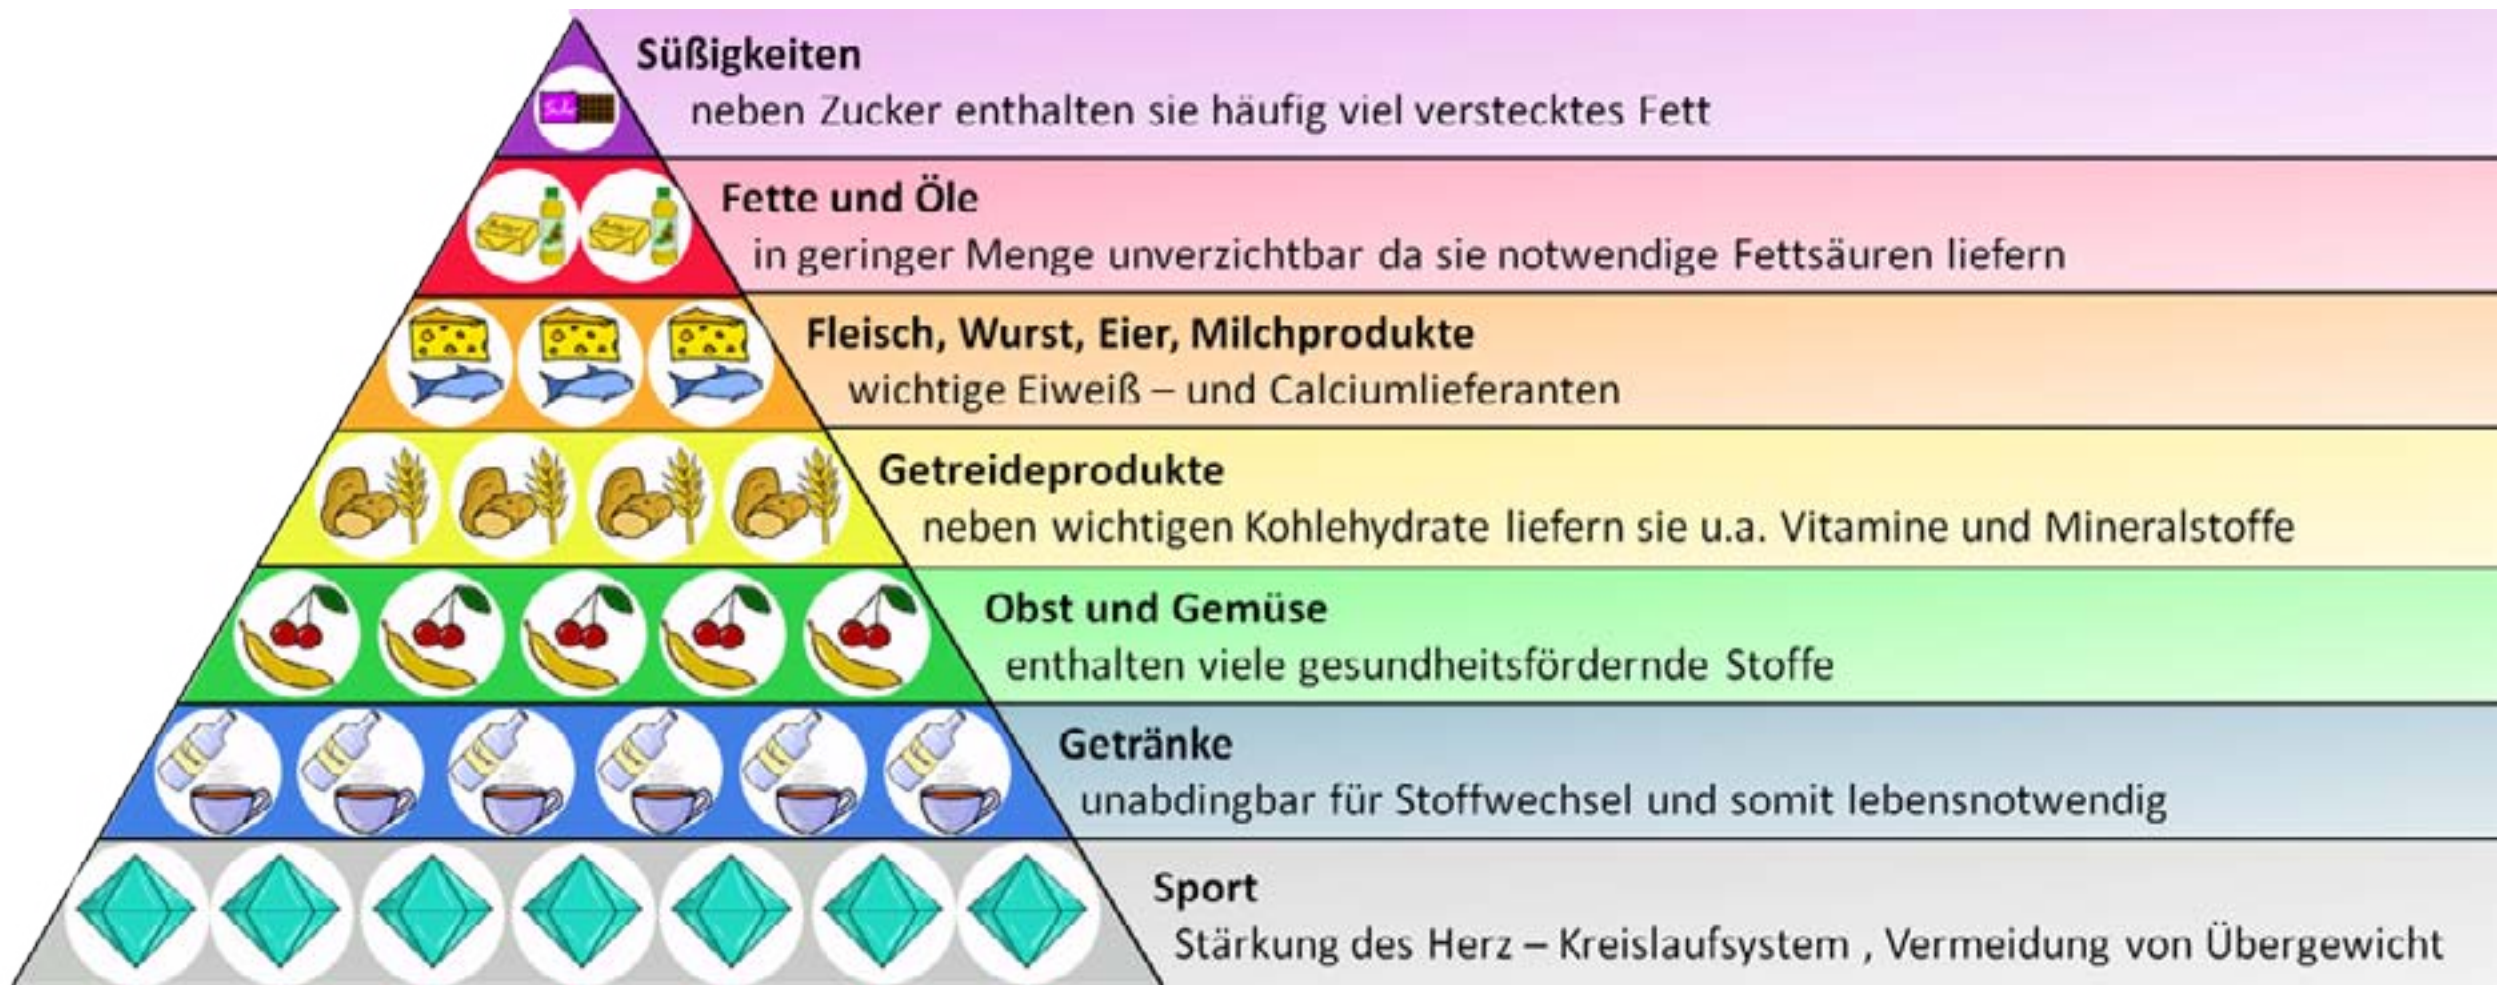 Süßigkeiten
neben Zucker enthalten sie häufig viel verstecktes Fett
Fette und Öle
in geringer Menge unverzichtbar da sie notwendige Fettsäuren liefern
Fleisch, Wurst, Eier, Milchprodukte
wichtige Eiweiß – und Calciumlieferanten
Getreideprodukte
neben wichtigen Kohlehydrate liefern sie u.a. Vitamine und Mineralstoffe
Obst und Gemüse
enthalten viele gesundheitsfördernde Stoffe
Getränke
unabdingbar für Stoffwechsel und somit lebensnotwendig
Sport
Stärkung des Herz – Kreislaufsystem , Vermeidung von Übergewicht